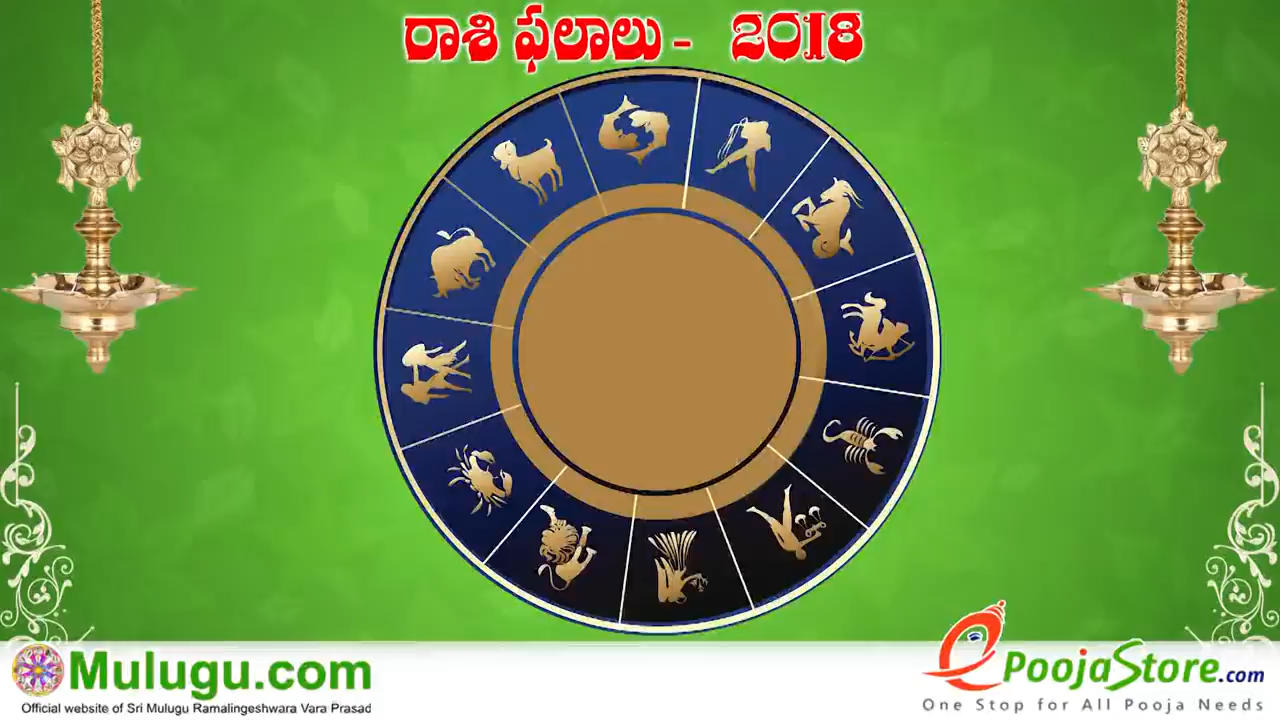 రాశి ఫలాలు - 2018
Mulugu.com
Official website of Sri Mulugu Ramalingeshwara Vara Prasad
ePoojaStore.com
One Stop for All Pooja Needs